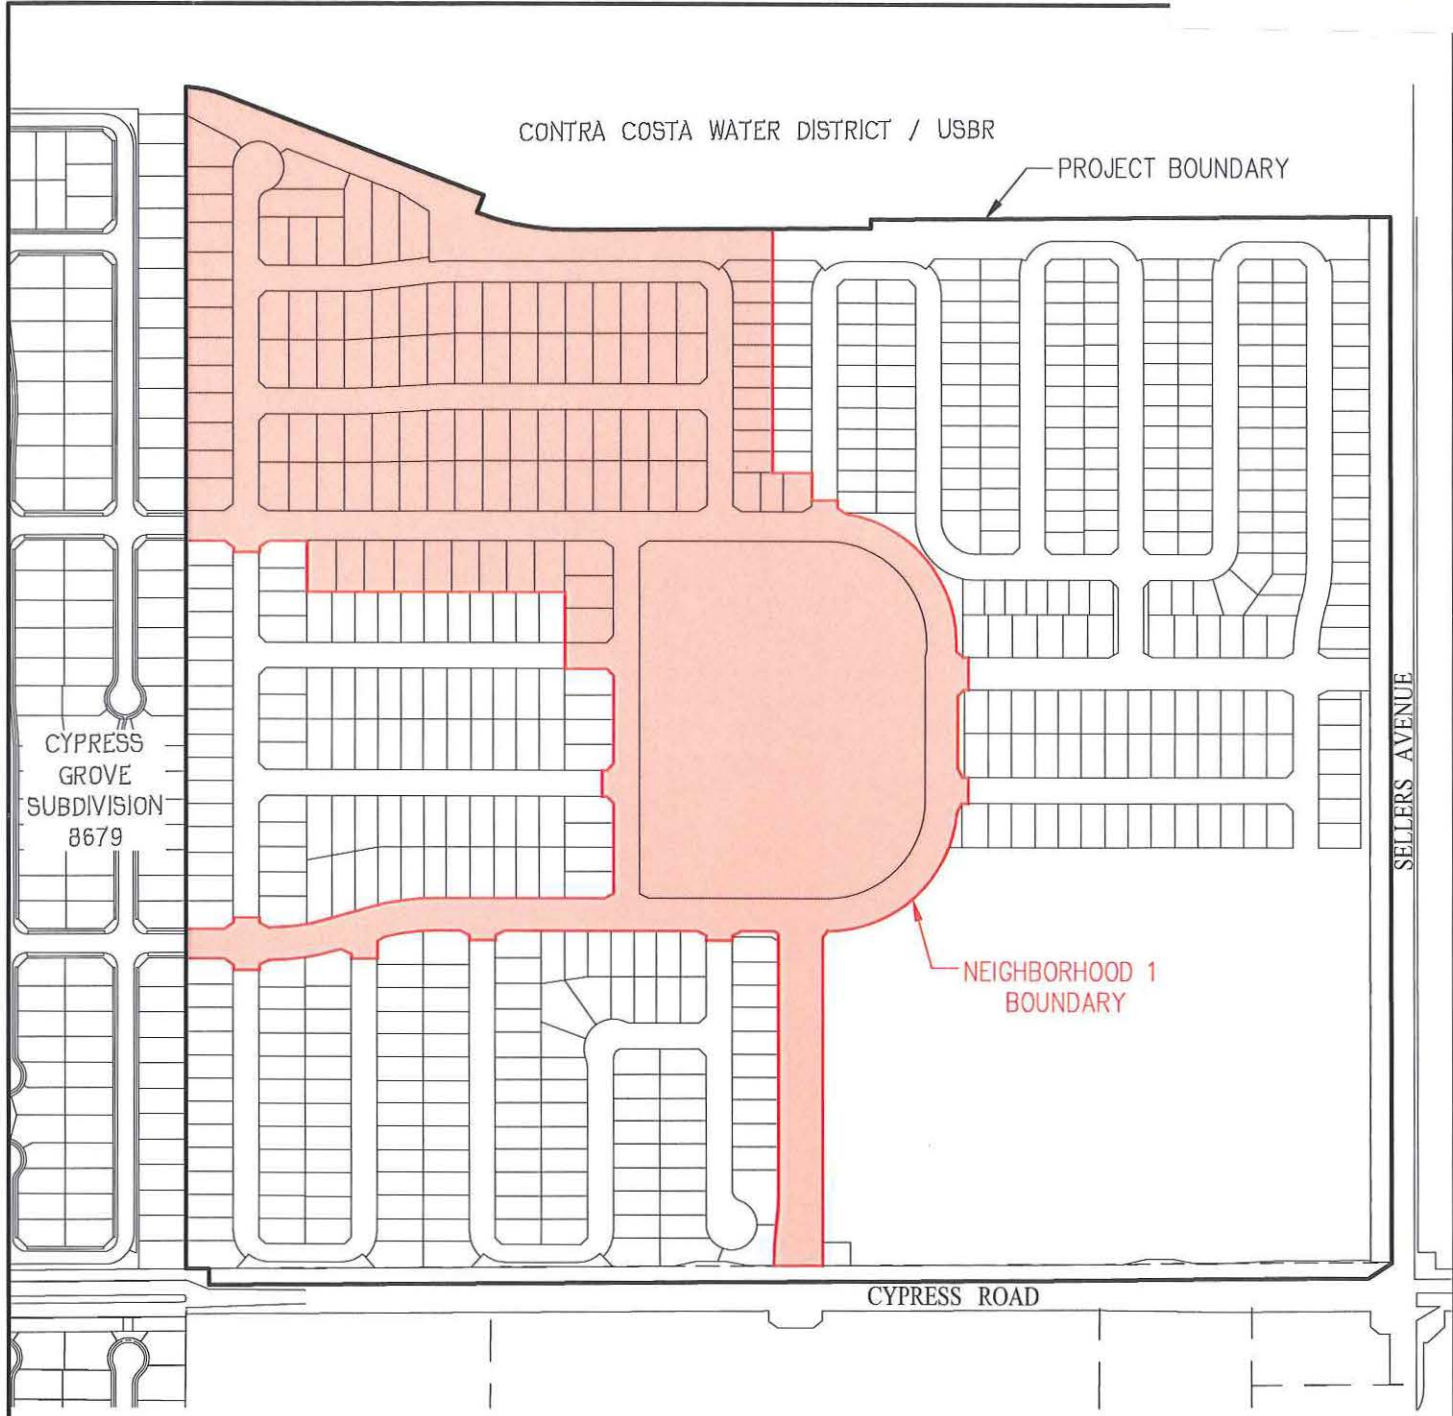 CONTRA COSTA WATER DISTRICT / USBR
PROJECT BOUNDARY
CYPRESS
GROVE
SUBDIVISION
8679
SELLERS AVENUE
NEIGHBORHOOD 1
BOUNDARY
CYPRESS ROAD